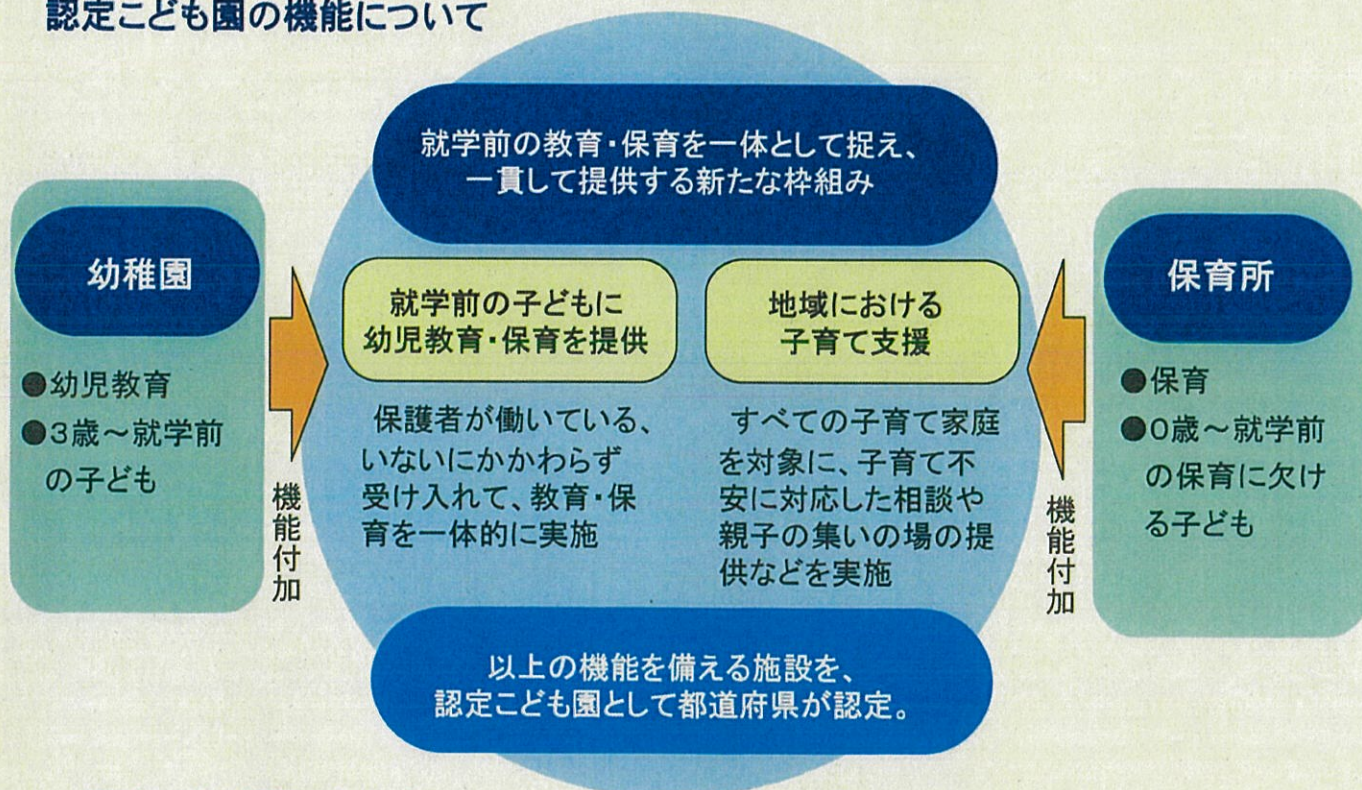 認定こども園の機能について
就学前の教育・保育を一体として捉え、
一貫して提供する新たな枠組み
幼稚園
●幼児教育
●3歳～就学前
の子ども
機能付加
就学前の子どもに
幼児教育・保育を提供
保護者が働いている、
いないにかかわらず
受け入れて、教育・保
育を一体的に実施
地域における
子育て支援
すべての子育て家庭
を対象に、子育て不
安に対応した相談や
親子の集いの場の提
供などを実施
機能付加
保育所
●保育
●0歳～就学前
の保育に欠け
る子ども
以上の機能を備える施設を、
認定こども園として都道府県が認定。